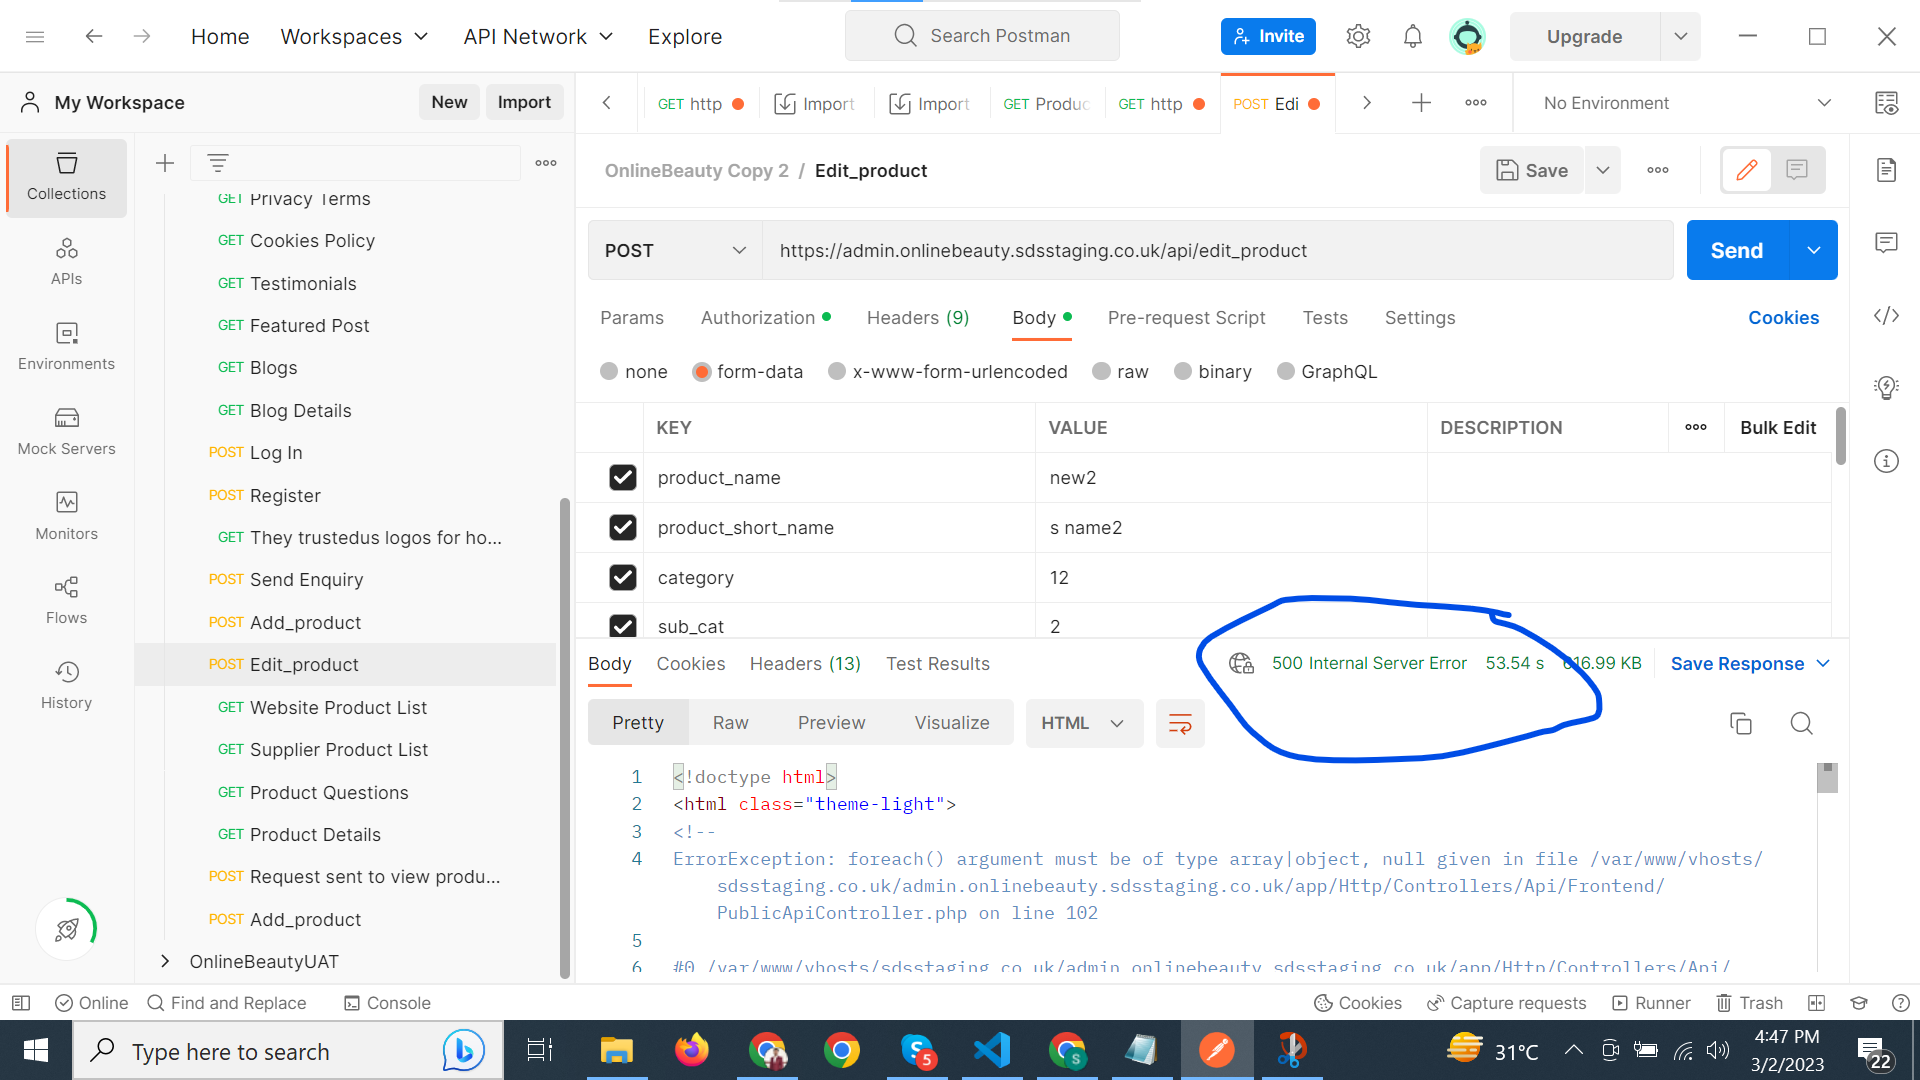 Home Workspaces API Network Explore Search Postman Invite Upgrade
My Workspace New Import GET http Import Import GET Produc GET http POST Edi No Environment
OnlineBeauty Copy 2 / Edit_product Save
Collections
APIs
Environments
Mock Servers
Monitors
Flows
History
GET Privacy Terms
GET Cookies Policy
GET Testimonials
GET Featured Post
GET Blogs
GET Blog Details
POST Log In
POST Register
GET They trustedus logos for ho...
POST Send Enquiry
POST Add_product
POST Edit_product
GET Website Product List
GET Supplier Product List
GET Product Questions
GET Product Details
POST Request sent to view produ...
POST Add_product
OnlineBeautyUAT
POST https://admin.onlinebeauty.sdsstaging.co.uk/api/edit_product Send
Params Authorization Headers (9) Body Pre-request Script Tests Settings Cookies
none form-data x-www-form-urlencoded raw binary GraphQL
KEY VALUE DESCRIPTION Bulk Edit
product_name new2
product_short_name s name2
category 12
sub_cat 2
Body Cookies Headers (13) Test Results 500 Internal Server Error 53.54 s 616.99 KB Save Response
Pretty Raw Preview Visualize HTML
1 <!doctype html>
2 <html class="theme-light">
3 <!--
4 ErrorException: foreach() argument must be of type array|object, null given in file /var/www/vhosts/
sdsstaging.co.uk/admin.onlinebeauty.sdsstaging.co.uk/app/Http/Controllers/Api/Frontend/
PublicApiController.php on line 102
5
6 #0 /var/www/vhosts/sdsstaging.co.uk/admin.onlinebeauty.sdsstaging.co.uk/app/Http/Controllers/Api/
Online Find and Replace Console Cookies Capture requests Runner Trash
Type here to search 5 S 31°C 4:47 PM
3/2/2023 22